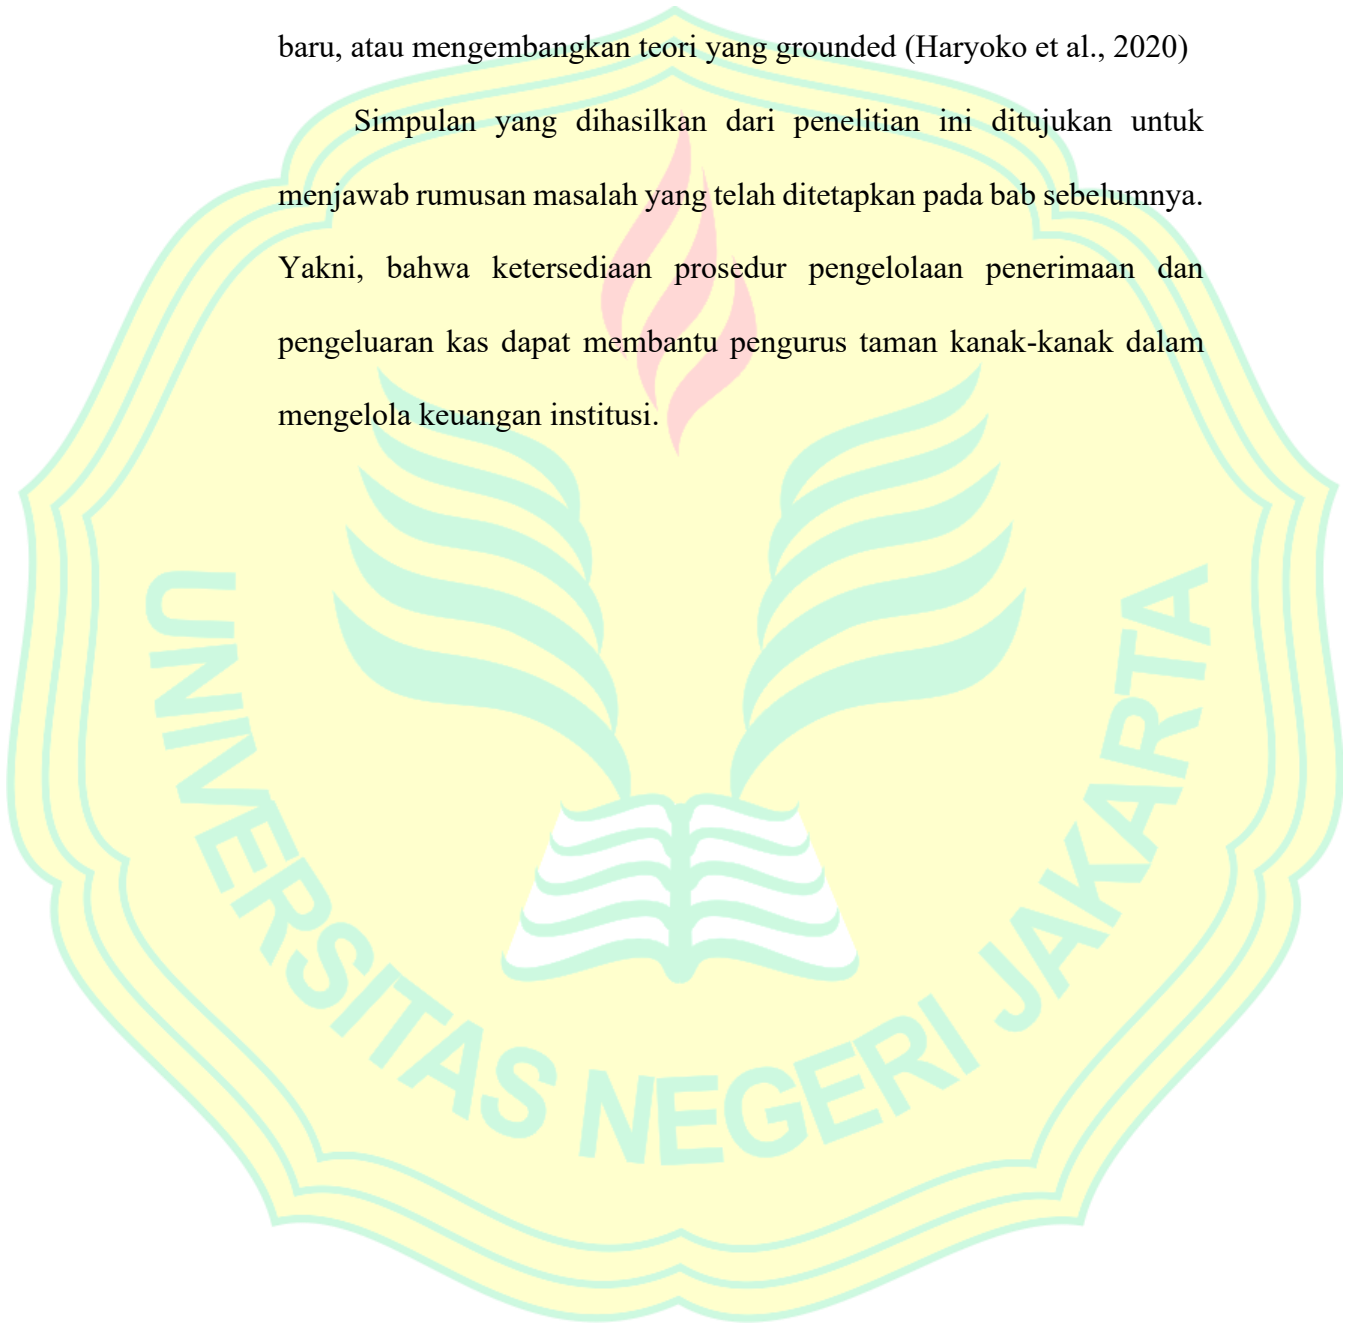 baru, atau mengembangkan teori yang grounded (Haryoko et al., 2020)
Simpulan yang dihasilkan dari penelitian ini ditujukan untuk
menjawab rumusan masalah yang telah ditetapkan pada bab sebelumnya.
Yakni, bahwa ketersediaan prosedur pengelolaan penerimaan dan
pengeluaran kas dapat membantu pengurus taman kanak-kanak dalam
mengelola keuangan institusi.
UNIVERSITAS NEGERI JAKARTA